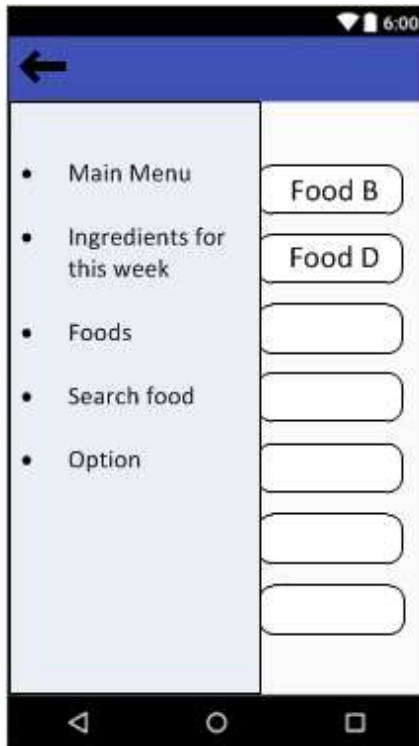 6:00
Main Menu
Ingredients for
this week
Foods
Search food
Option
Food B
Food D